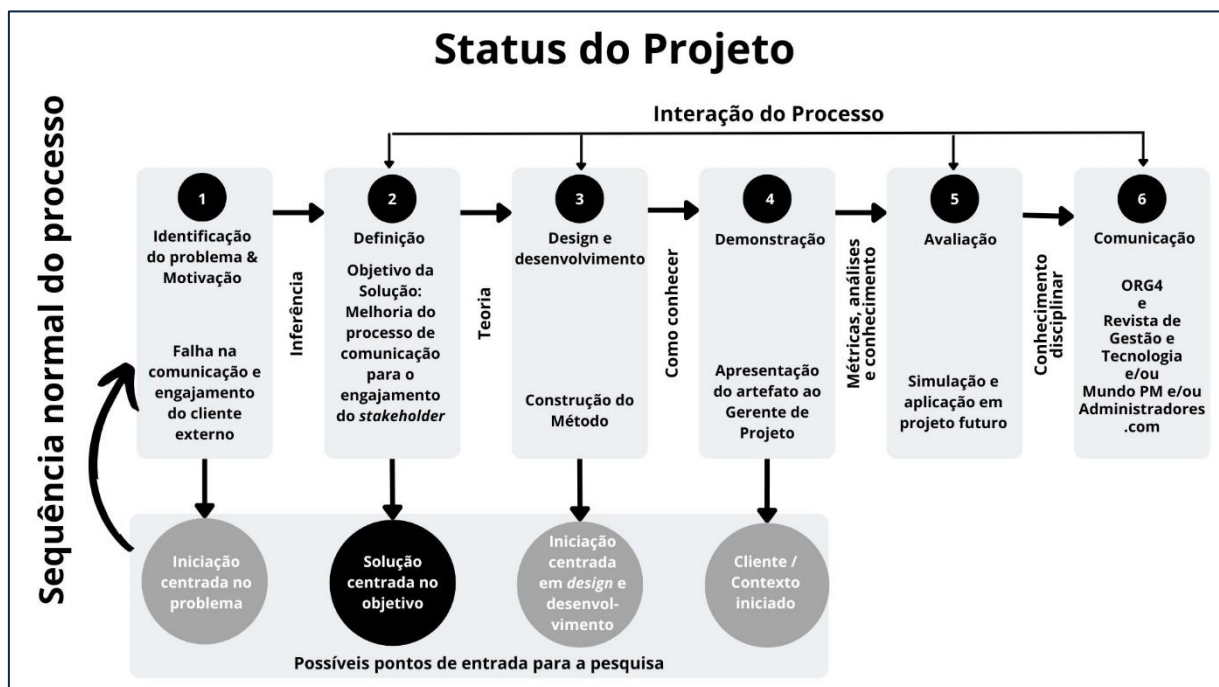 Status do Projeto
Sequência normal do processo
Interação do Processo
1
Identificação
do problema &
Motivação
Falha na
comunicação e
engajamento
do cliente
externo
Inferência
2
Definição
Objetivo da
Solução:
Melhoria do
processo de
comunicação
para o
engajamento
do stakeholder
Teoria
3
Design e
desenvolvimento
Construção do
Método
Como conhecer
4
Demonstração
Apresentação
do artefato ao
Gerente de
Projeto
Métricas, análises
e conhecimento
5
Avaliação
Simulação e
aplicação em
projeto futuro
Conhecimento
disciplinar
6
Comunicação
ORG4
e
Revista de
Gestão e
Tecnologia
e/ou
Mundo PM e/ou
Administradores
.com
Iniciação
centrada no
problema
Solução
centrada no
objetivo
Iniciação
centrada
em design e
desenvol-
vimento
Cliente /
Contexto
iniciado
Possíveis pontos de entrada para a pesquisa